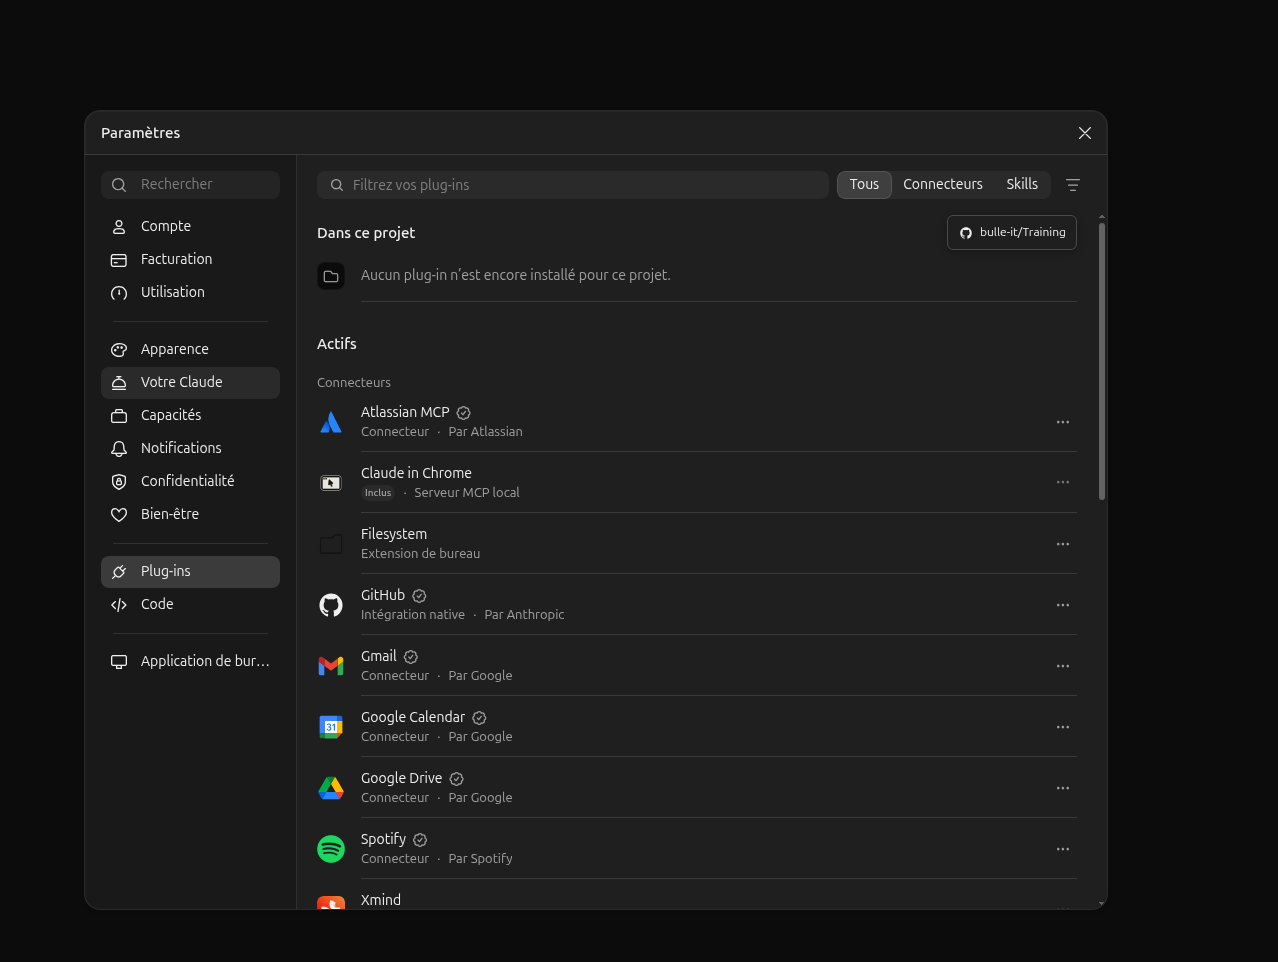 Paramètres
Rechercher
Compte
Facturation
Utilisation
Apparence
Votre Claude
Capacités
Notifications
Confidentialité
Bien-être
Plug-ins
Code
Application de bur…
Filtrez vos plug-ins
Tous
Connecteurs
Skills
Dans ce projet
bulle-it/Training
Aucun plug-in n’est encore installé pour ce projet.
Actifs
Connecteurs
Atlassian MCP
Connecteur · Par Atlassian
Claude in Chrome
Inclus · Serveur MCP local
Filesystem
Extension de bureau
GitHub
Intégration native · Par Anthropic
Gmail
Connecteur · Par Google
31
Google Calendar
Connecteur · Par Google
Google Drive
Connecteur · Par Google
Spotify
Connecteur · Par Spotify
Xmind